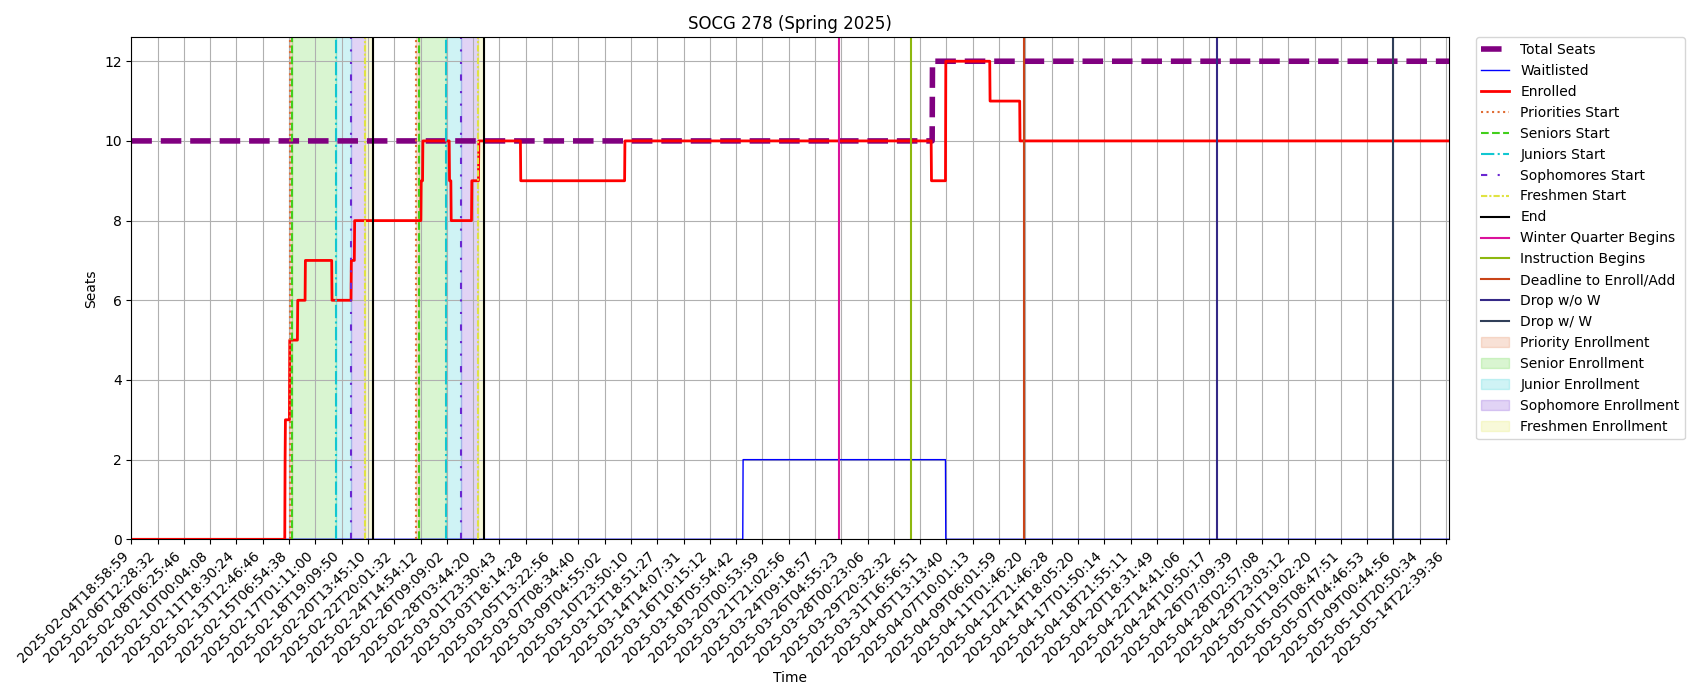 SOCG 278 (Spring 2025)
Seats
12
10
8
6
4
2
0
2025-02-04T18:58:59
2025-02-06T12:28:32
2025-02-08T06:25:46
2025-02-10T00:04:08
2025-02-11T18:30:24
2025-02-13T12:46:46
2025-02-15T06:54:38
2025-02-17T01:11:00
2025-02-18T19:09:50
2025-02-20T13:45:10
2025-02-22T20:01:32
2025-02-24T14:54:12
2025-02-26T09:09:02
2025-02-28T03:44:20
2025-03-01T23:30:43
2025-03-03T18:14:28
2025-03-05T13:22:56
2025-03-07T08:34:40
2025-03-09T04:55:02
2025-03-10T23:50:10
2025-03-12T18:51:27
2025-03-14T14:07:31
2025-03-16T10:15:12
2025-03-18T05:54:42
2025-03-20T00:53:59
2025-03-21T21:02:56
2025-03-24T09:18:57
2025-03-26T04:55:23
2025-03-28T00:23:06
2025-03-29T20:32:32
2025-03-31T16:56:51
2025-04-05T13:13:40
2025-04-07T10:01:13
2025-04-09T06:01:59
2025-04-11T01:46:20
2025-04-12T21:46:28
2025-04-14T18:05:20
2025-04-17T01:50:14
2025-04-18T21:55:11
2025-04-20T18:31:49
2025-04-22T14:41:06
2025-04-24T10:50:17
2025-04-26T07:09:39
2025-04-28T02:57:08
2025-04-29T23:03:12
2025-05-01T19:02:20
2025-05-05T08:47:51
2025-05-07T04:46:53
2025-05-09T00:44:56
2025-05-10T20:50:34
2025-05-14T22:39:36
Time
Total Seats
Waitlisted
Enrolled
Priorities Start
Seniors Start
Juniors Start
Sophomores Start
Freshmen Start
End
Winter Quarter Begins
Instruction Begins
Deadline to Enroll/Add
Drop w/o W
Drop w/ W
Priority Enrollment
Senior Enrollment
Junior Enrollment
Sophomore Enrollment
Freshmen Enrollment